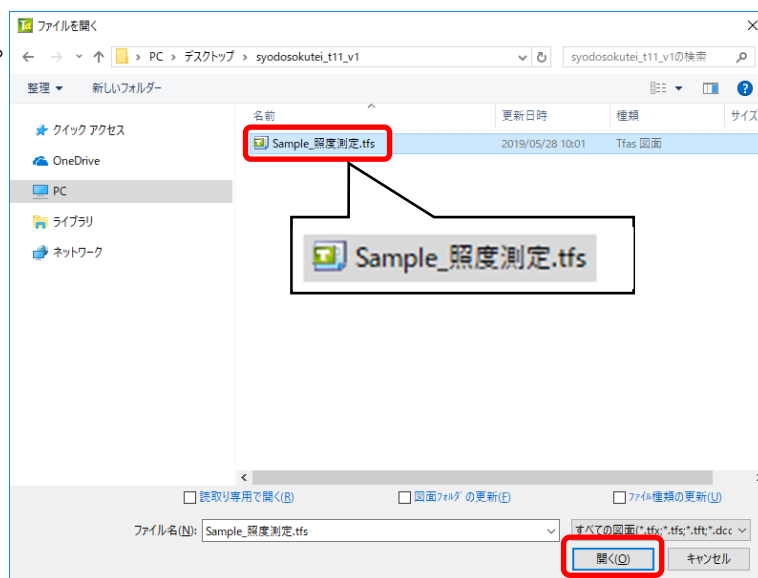 ファイルを開く
PC › デスクトップ › syodosokutei_t11_v1
syodosokutei_t11_v1の検索
整理 新しいフォルダー
名前 更新日時 種類 サイズ
クイック アクセス
Sample_照度測定.tfs 2019/05/28 10:01 Tfas 図面
OneDrive
PC
ライブラリ
ネットワーク
Sample_照度測定.tfs
読取り専用で開く(R) 図面フォルダの更新(F) ファイル種類の更新(U)
ファイル名(N): Sample_照度測定.tfs すべての図面(*.tfx;*.tfs;*.tft;*.dcc
開く(O) キャンセル